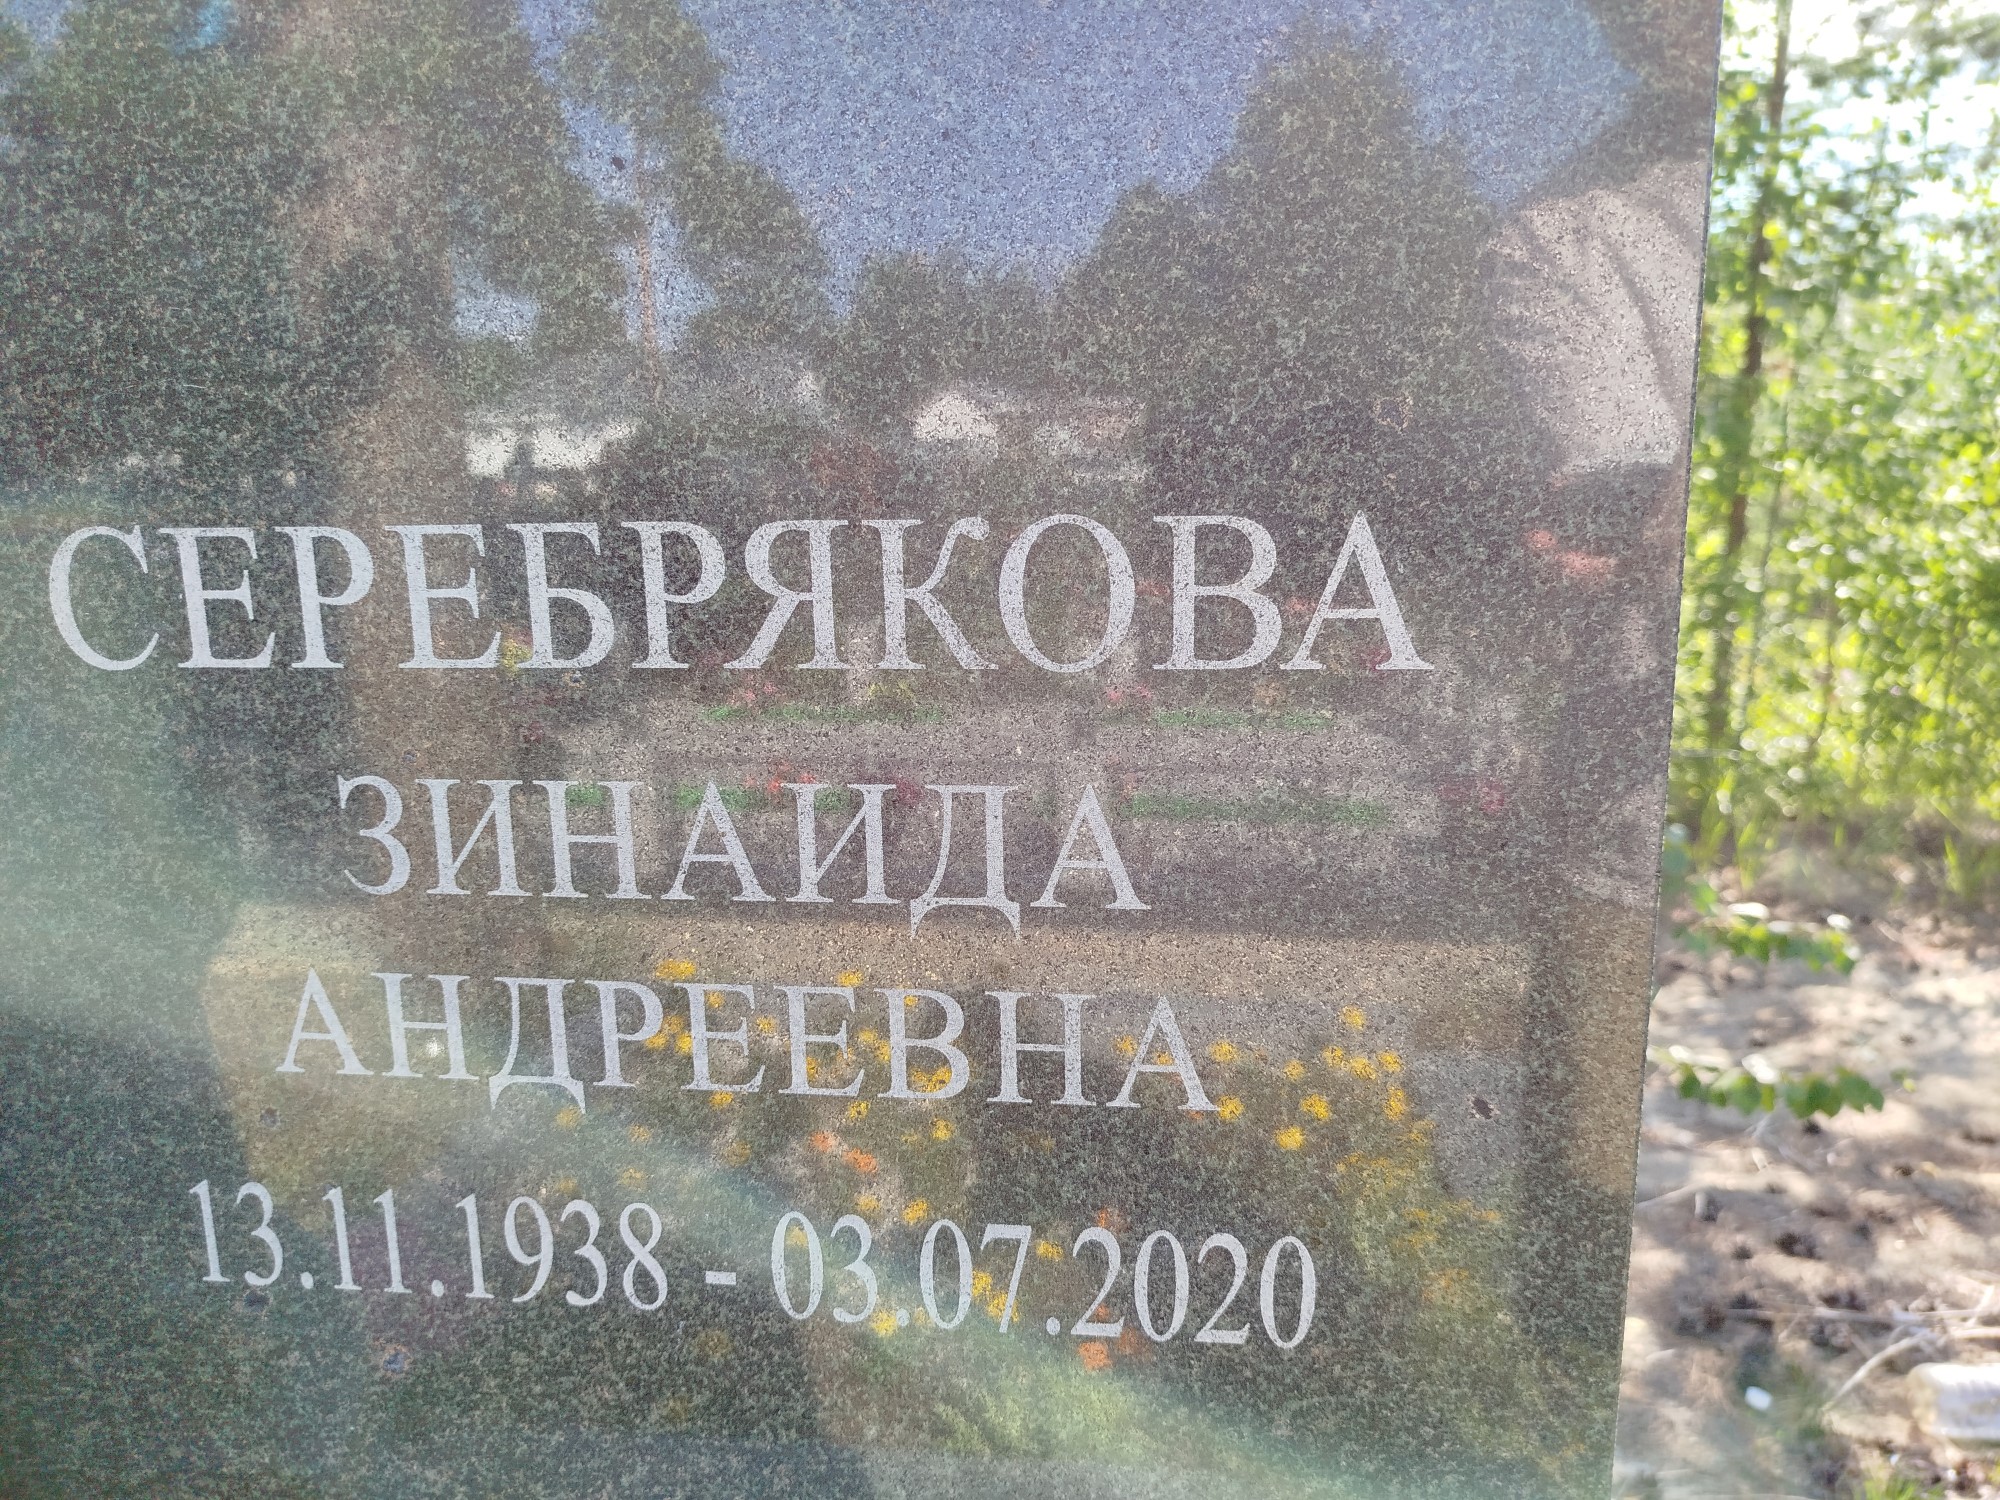 СЕРЕБРЯКОВА
ЗИНАИДА
АНДРЕЕВНА
13.11.1938 - 03.07.2020